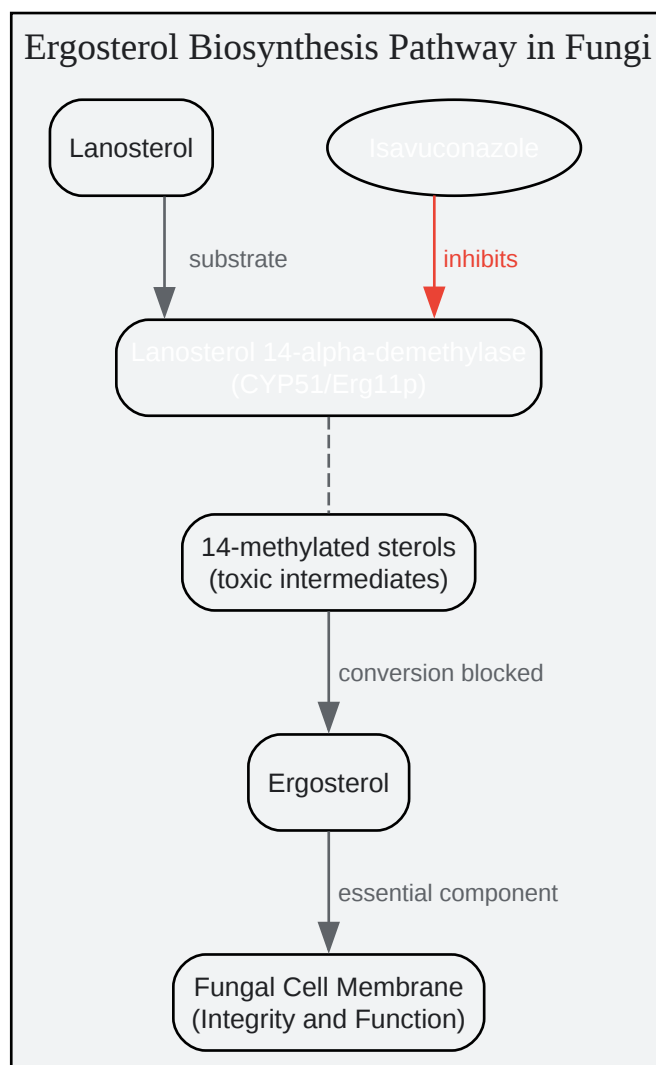 Ergosterol Biosynthesis Pathway in Fungi
Lanosterol
Isavuconazole
substrate
inhibits
Lanosterol 14-alpha-demethylase
(CYP51/Erg11p)
14-methylated sterols
(toxic intermediates)
conversion blocked
Ergosterol
essential component
Fungal Cell Membrane
(Integrity and Function)